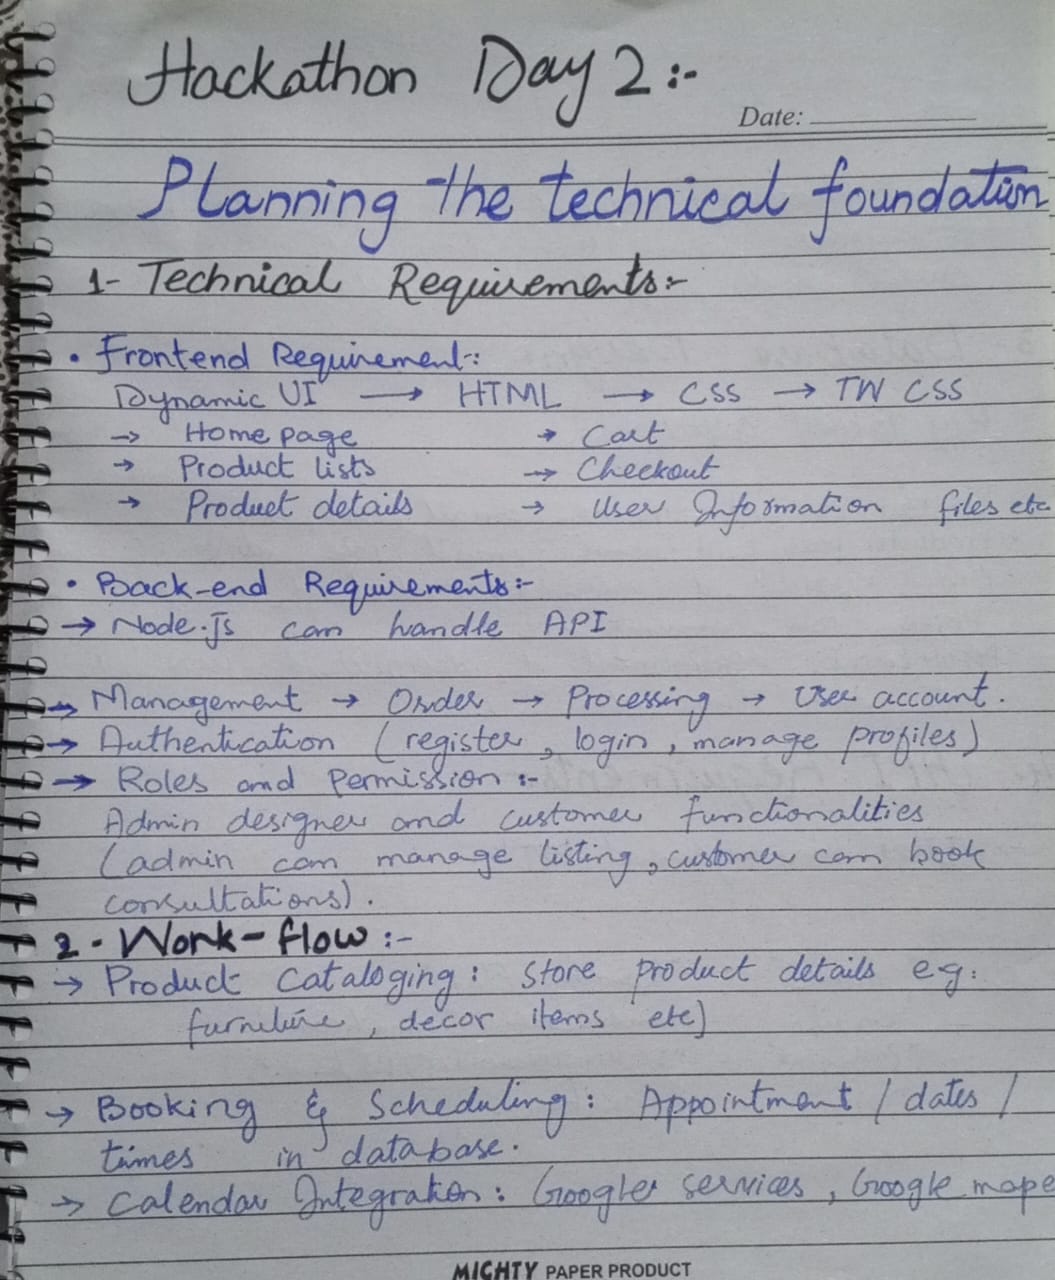 Hackathon Day 2:-
Date:
Planning the technical foundation
1- Technical Requirements:-
• Frontend Requirement:
Dynamic UI → HTML → CSS → TW CSS
→ Home page → Cart
→ Product lists → Checkout
→ Product details → User Information files etc
• Back-end Requirements:-
→ Node.js can handle API
→ Management → Order → Processing → User account.
→ Authentication (register, login, manage profiles)
→ Roles and Permission:-
Admin designer and customer functionalities
(admin can manage listing, customer can book
consultations).
2. Work-flow:-
→ Product Cataloging: Store product details eg:
furniture, decor items etc)
→ Booking & Scheduling: Appointment / dates /
times in database.
→ Calendar Integration: Google services, Google mape
MIGHTY PAPER PRODUCT